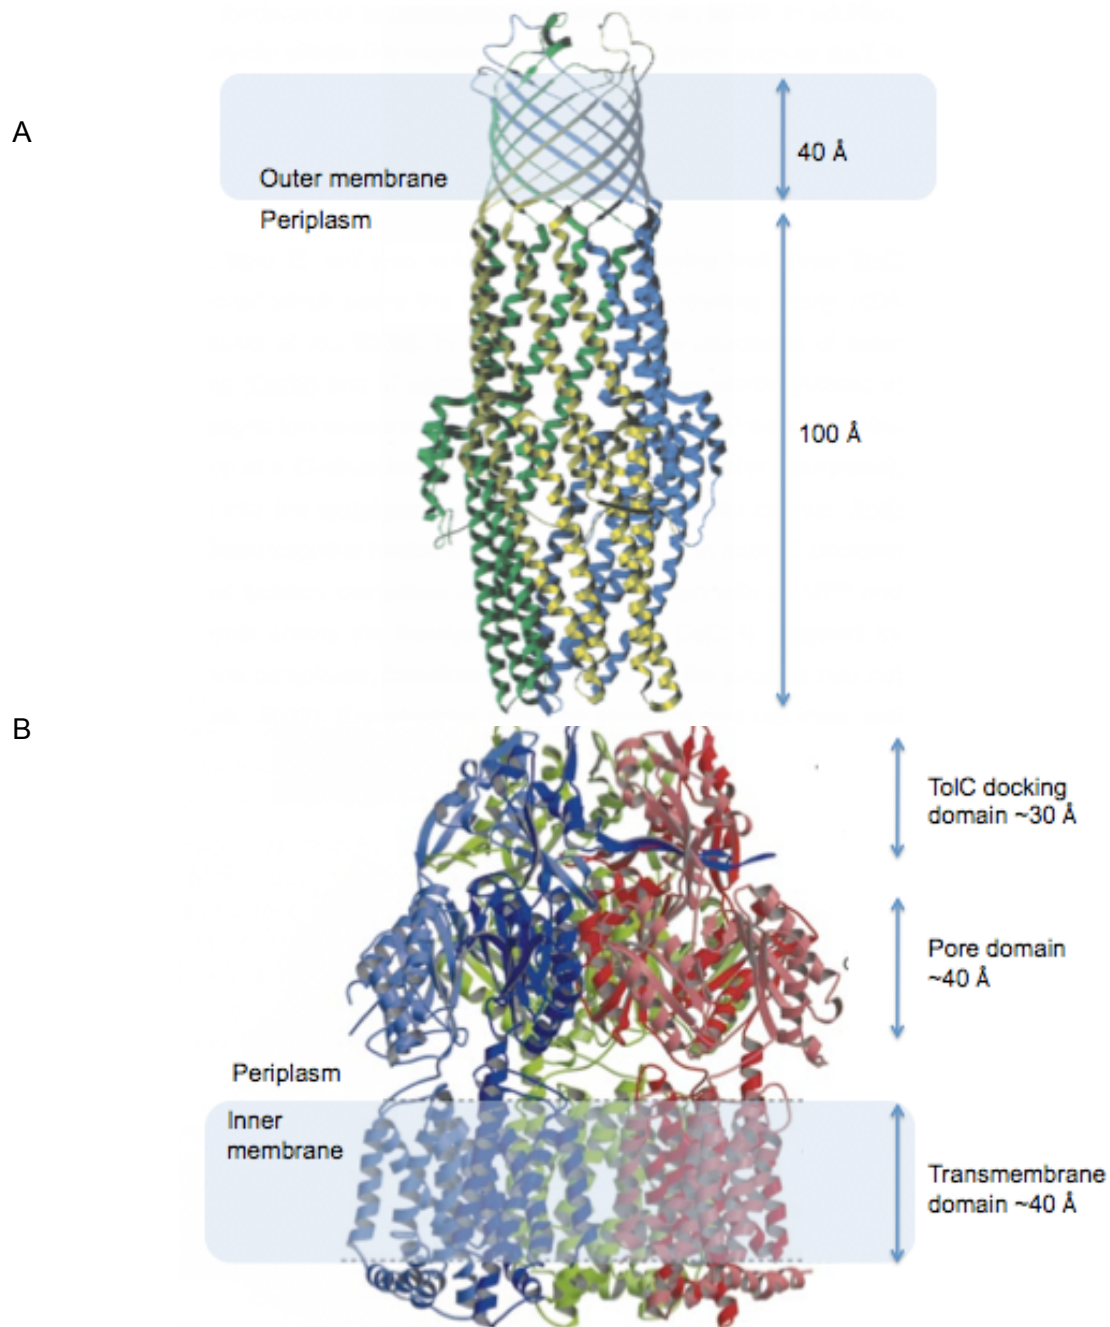 A
40 Å
Outer membrane
Periplasm
100 Å
B
TolC docking
domain ~30 Å
Pore domain
~40 Å
Periplasm
Inner
membrane
Transmembrane
domain ~40 Å